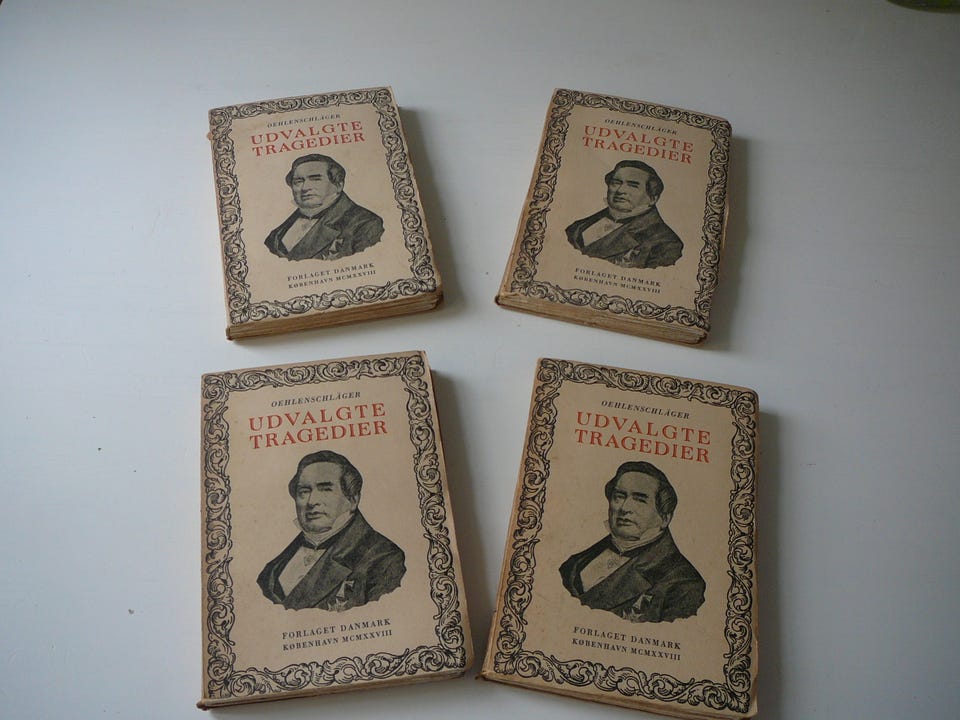 OEHLENSCHLÄGER
UDVALGTE
TRAGEDIER
FORLAGET DANMARK
KØBENHAVN MCMXXVIII
OEHLENSCHLÄGER
UDVALGTE
TRAGEDIER
FORLAGET DANMARK
KØBENHAVN MCMXXVIII
OEHLENSCHLÄGER
UDVALGTE
TRAGEDIER
FORLAGET DANMARK
KØBENHAVN MCMXXVIII
OEHLENSCHLÄGER
UDVALGTE
TRAGEDIER
FORLAGET DANMARK
KØBENHAVN MCMXXVIII